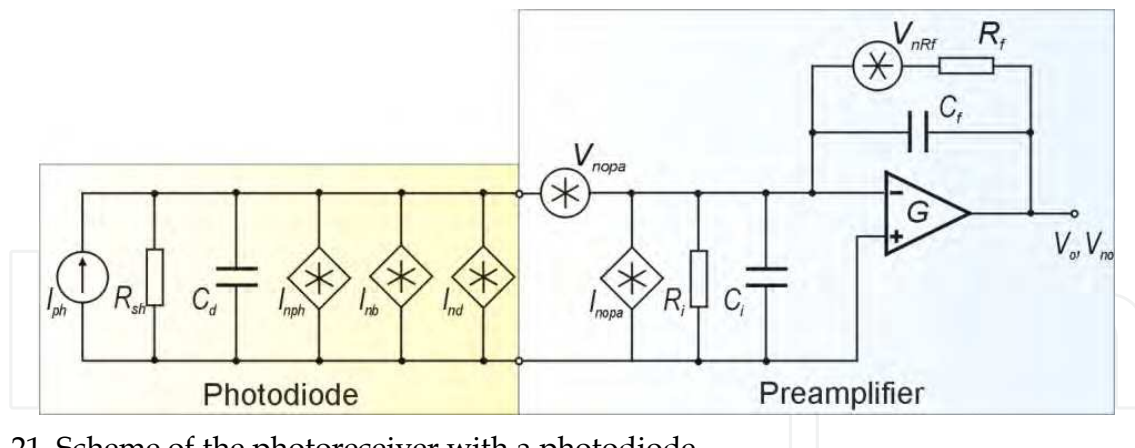 V_nRf R_f
C_f
V_nopa
G
V_o, V_no
I_ph R_sh C_d I_nph I_nb I_nd I_nopa R_i C_i
Photodiode Preamplifier
21. Scheme of the photoreceiver with a photodiode